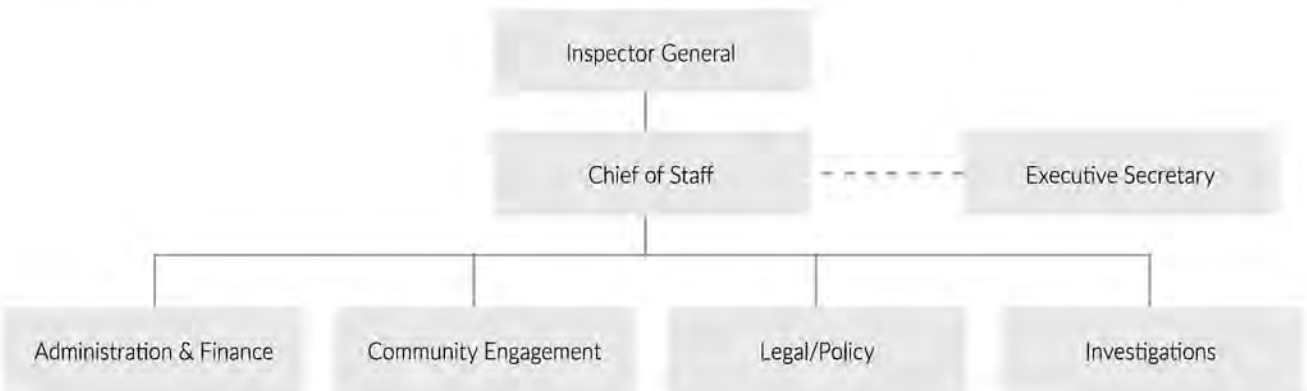 Inspector General
Chief of Staff
Executive Secretary
Administration & Finance
Community Engagement
Legal/Policy
Investigations